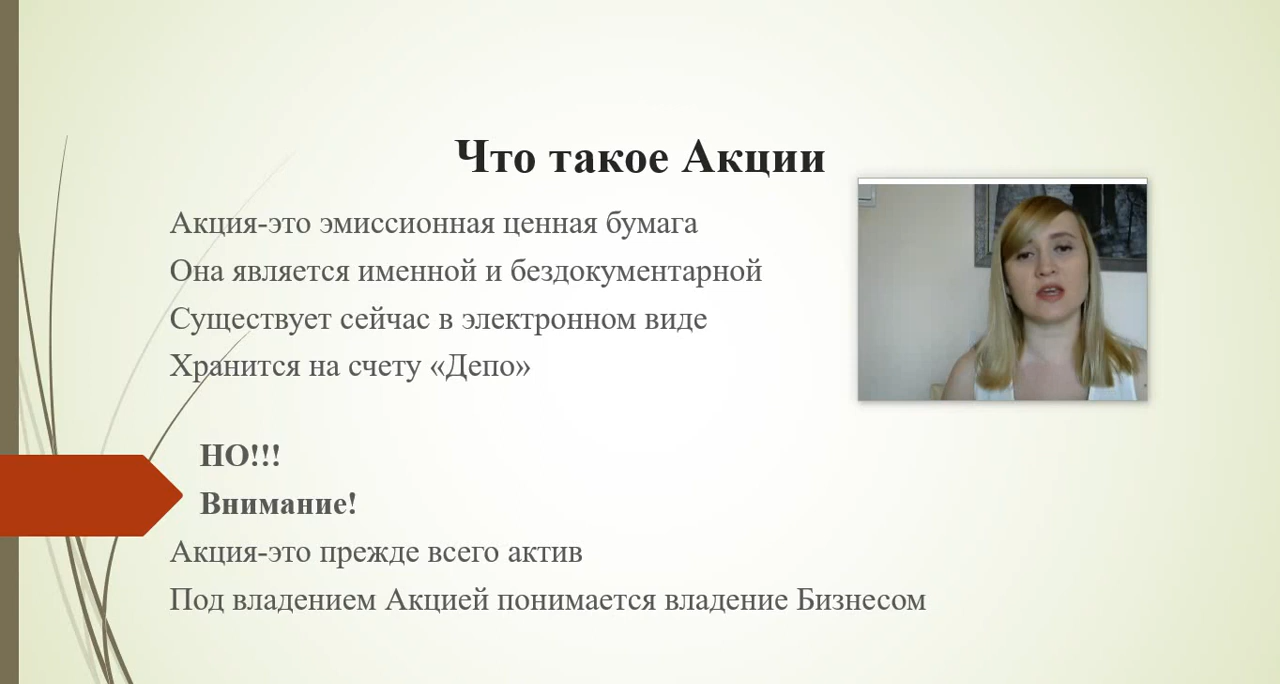 Что такое Акции
Акция-это эмиссионная ценная бумага
Она является именной и бездокументарной
Существует сейчас в электронном виде
Хранится на счету «Депо»
НО!!!
Внимание!
Акция-это прежде всего актив
Под владением Акцией понимается владение Бизнесом